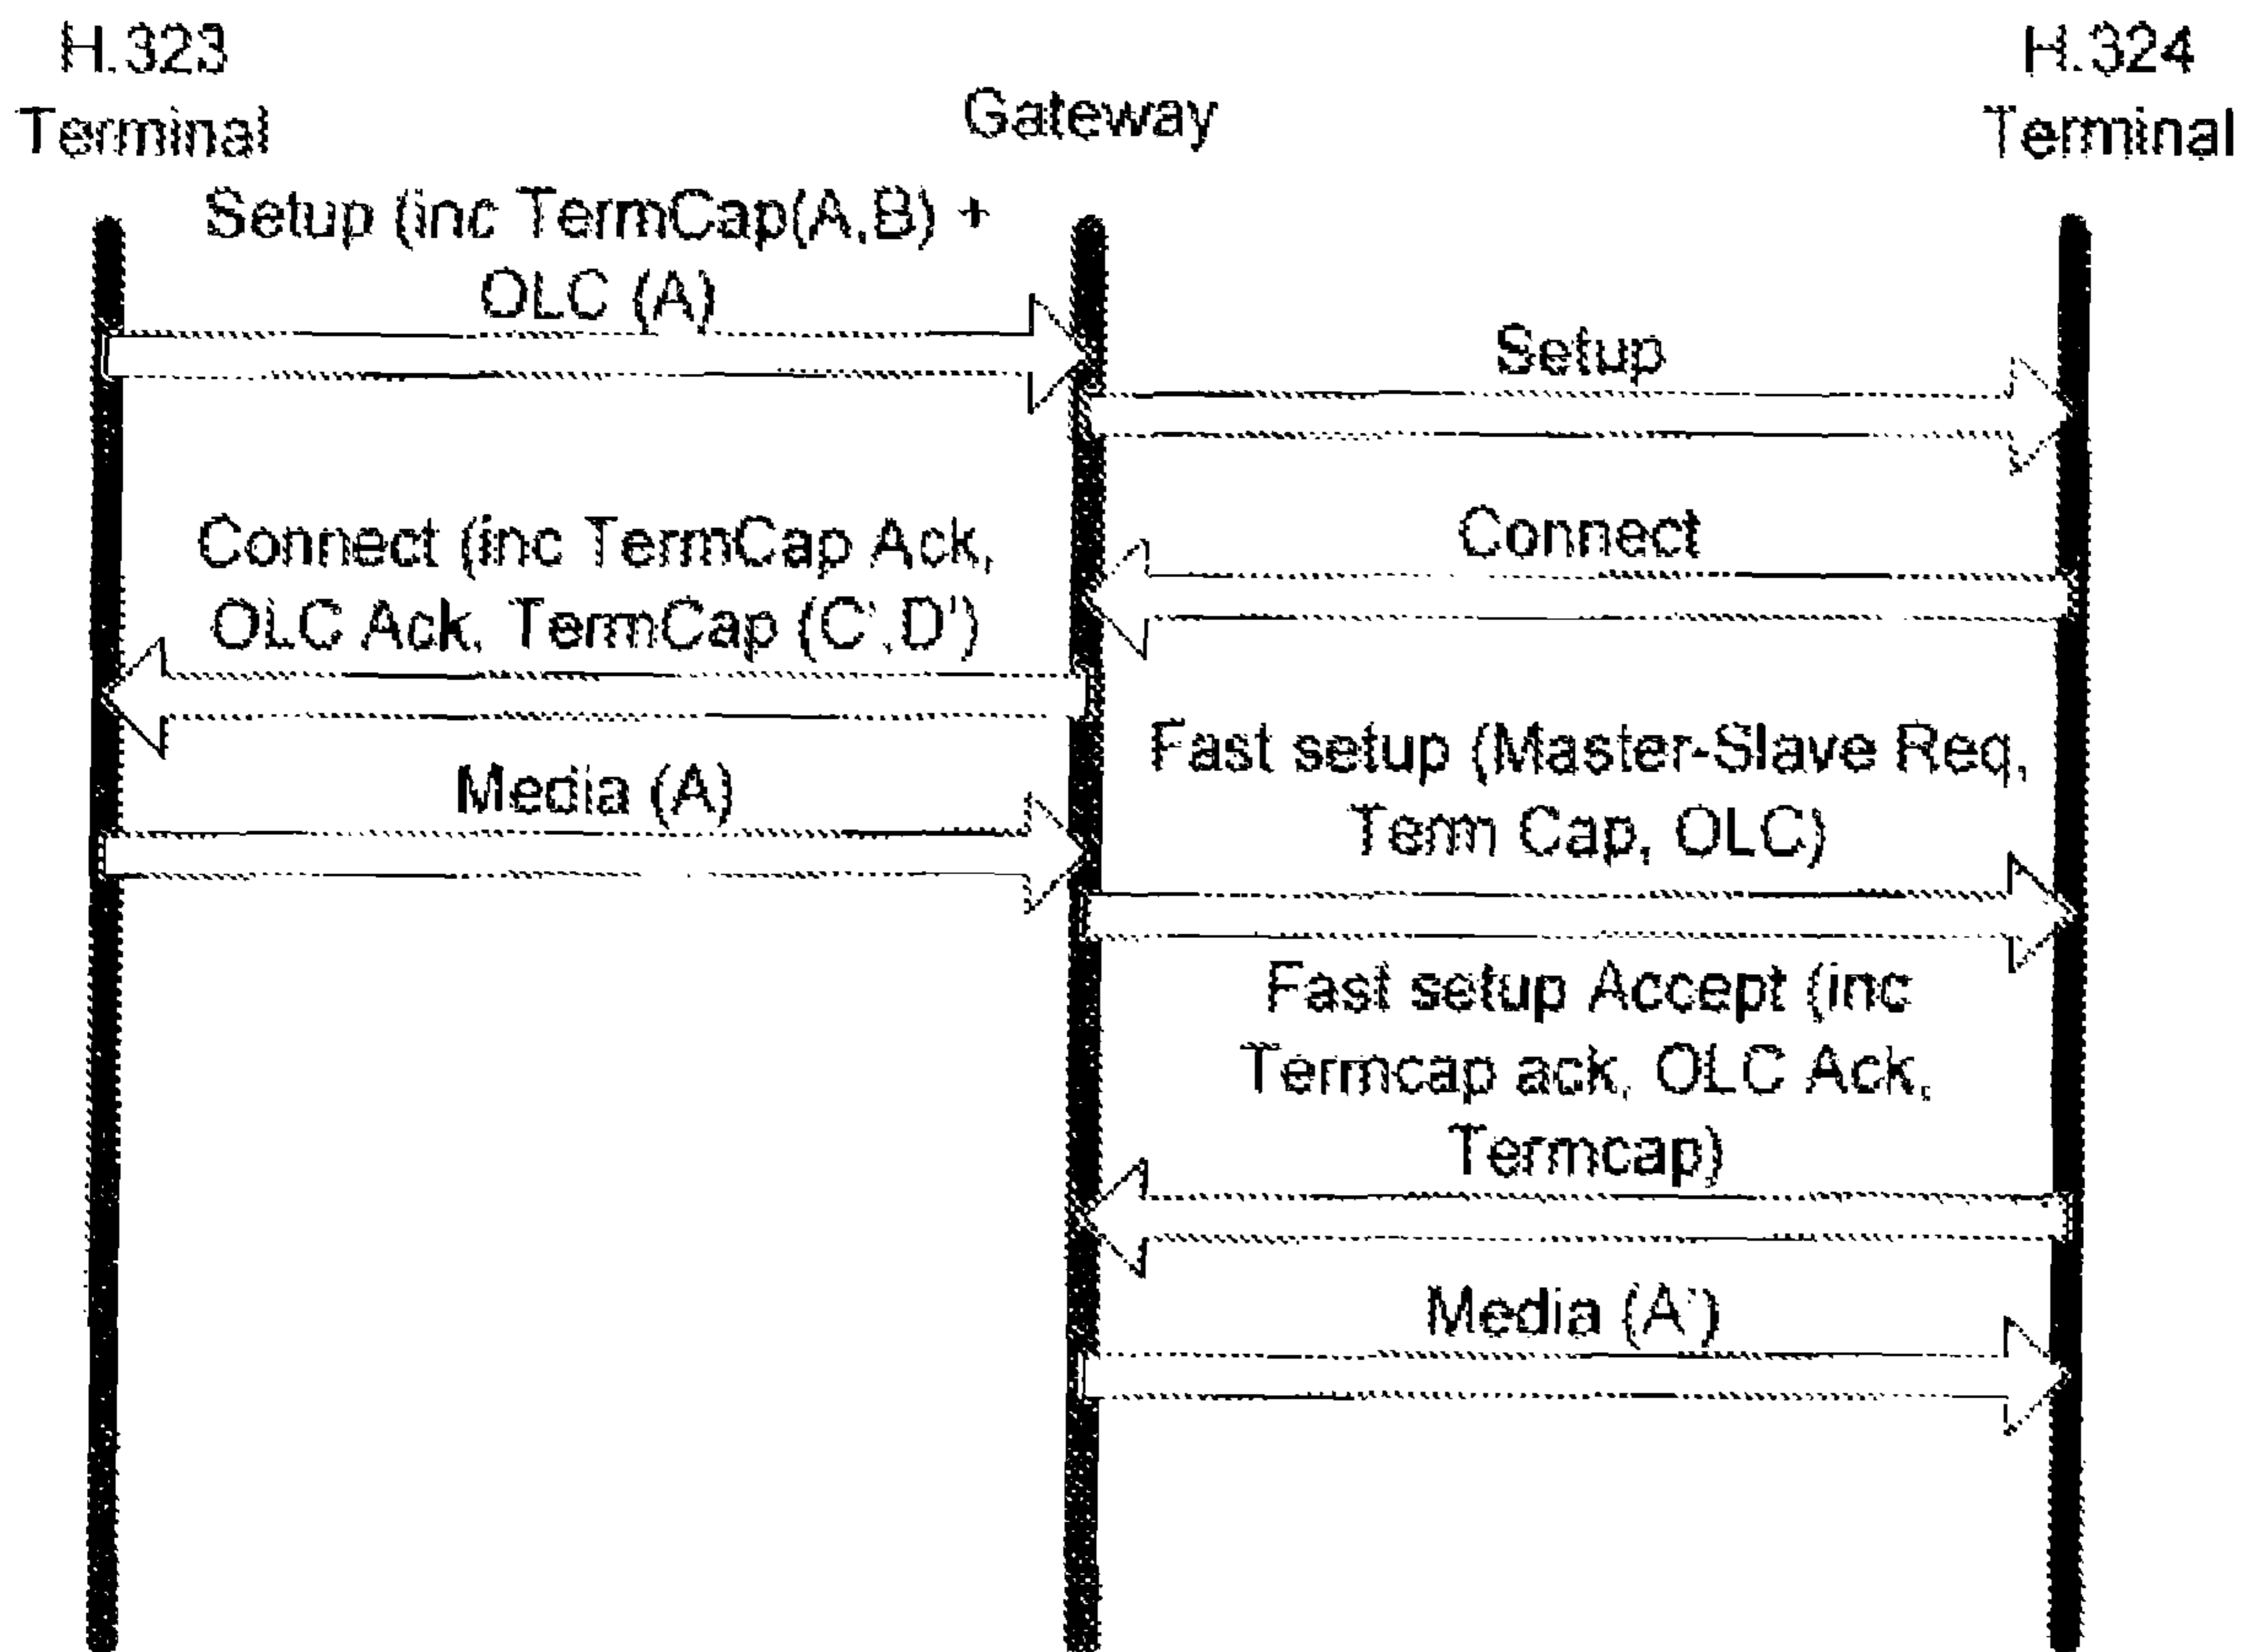 H.323
Terminal
Gateway
H.324
Terminal
Setup (inc TermCap(A,B) +
OLC (A)
Setup
Connect
Connect (inc TermCap Ack,
OLC Ack, TermCap (C',D')
Media (A)
Fast setup (Master-Slave Req,
Term Cap, OLC)
Fast setup Accept (inc
Termcap ack, OLC Ack,
Termcap)
Media (A')